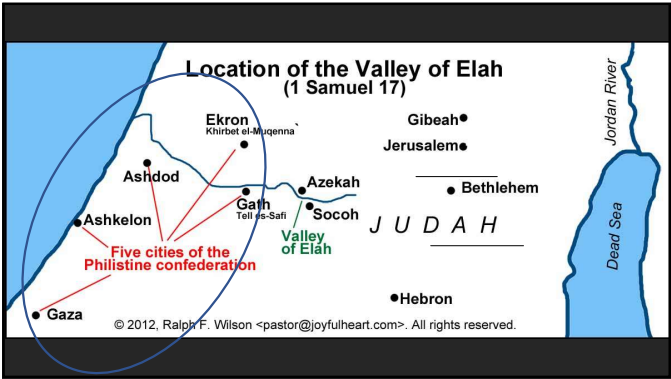 Location of the Valley of Elah
(1 Samuel 17)
Jordan River
Ekron
Khirbet el-Muqenna`
Gibeah
Jerusalem
Ashdod
Azekah
Bethlehem
Gath
Tell es-Safi
Socoh
Ashkelon
JUDAH
Valley
of Elah
Dead Sea
Five cities of the
Philistine confederation
Hebron
Gaza
© 2012, Ralph F. Wilson <pastor@joyfulheart.com>. All rights reserved.